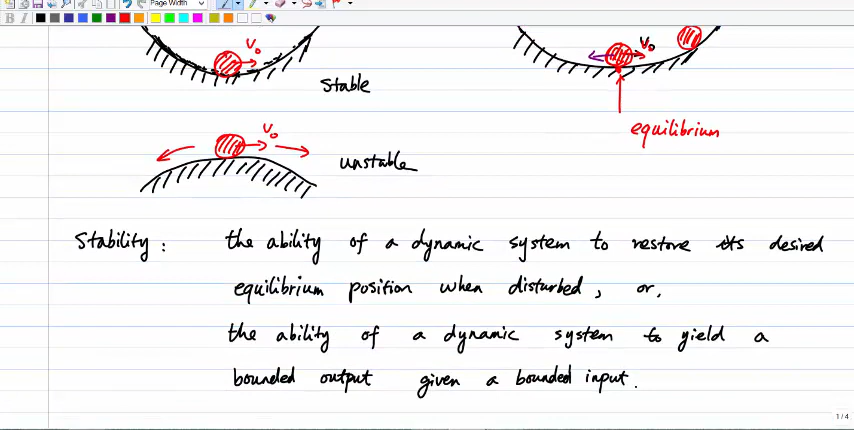 Page Width
B I
V₀
V₀
stable
equilibrium
V₀
unstable
Stability : the ability of a dynamic system to restore its desired
equilibrium position when disturbed, or,
the ability of a dynamic system to yield a
bounded output given a bounded input.
1 / 4